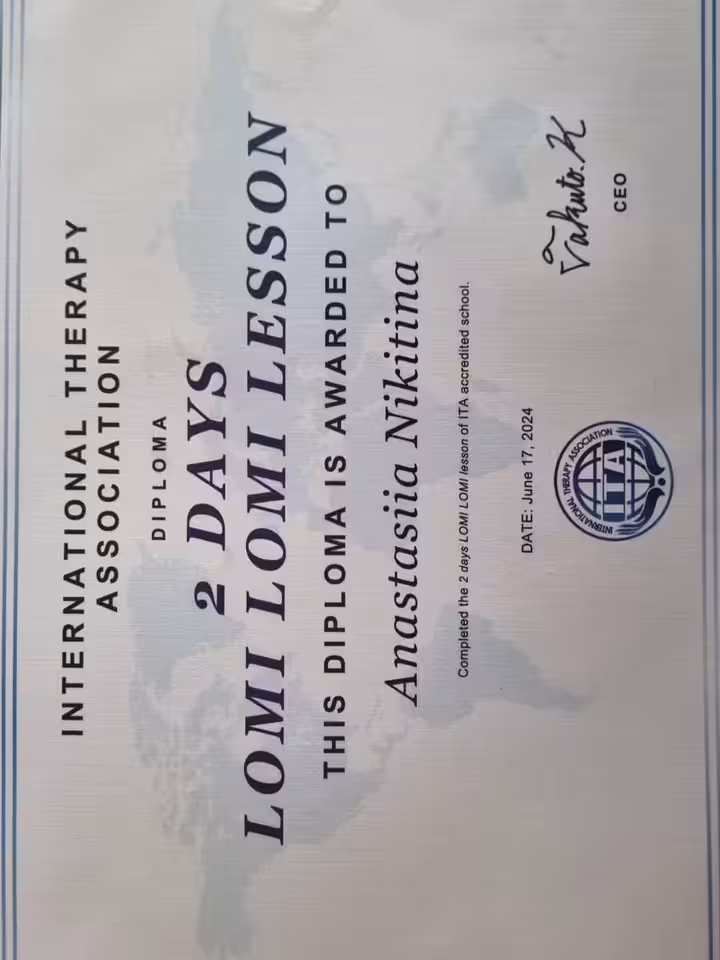 INTERNATIONAL THERAPY
ASSOCIATION
DIPLOMA
2 DAYS
LOMI LOMI LESSON
THIS DIPLOMA IS AWARDED TO
Anastasiia Nikitina
Completed the 2 days LOMI LOMI lesson of ITA accredited school.
DATE: June 17, 2024
INTERNATIONAL THERAPY ASSOCIATION
ITA
Takuto.K
CEO